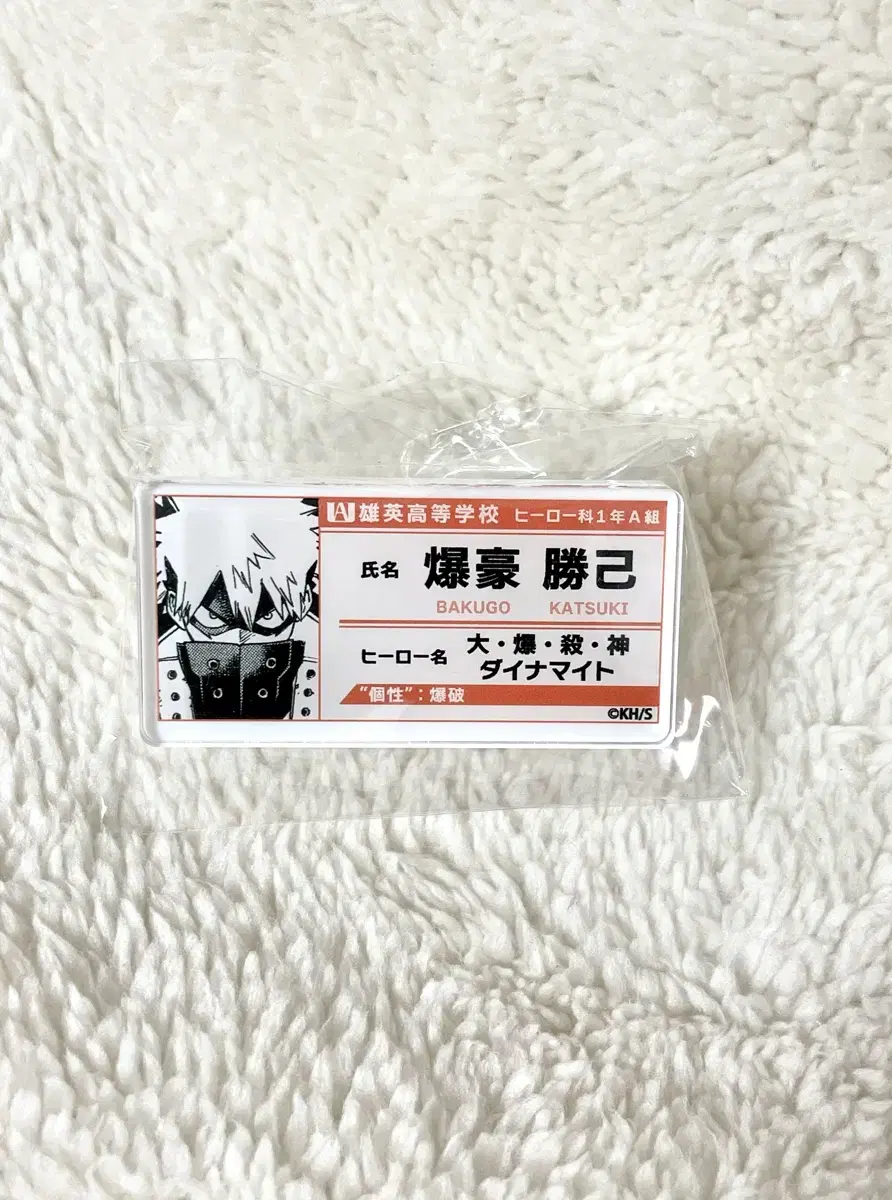 UA 雄英高等学校 ヒーロー科1年A組
氏名 爆豪 勝己
BAKUGO KATSUKI
ヒーロー名 大・爆・殺・神
ダイナマイト
“個性”：爆破
©KH/S